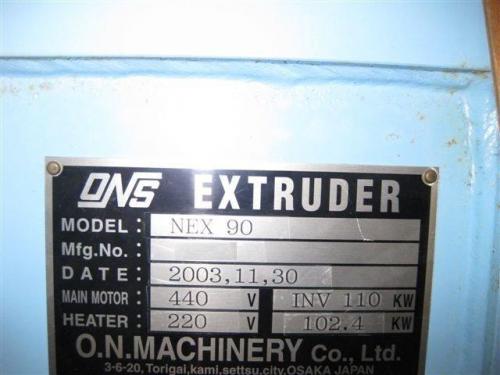 ONS EXTRUDER
MODEL : NEX 90
Mfg.No. :
DATE : 2003,11,30
MAIN MOTOR : 440 V INV 110 KW
HEATER : 220 V 102.4 KW
O.N.MACHINERY Co., Ltd.
3-6-20, Torigai,kami,settsu,city,OSAKA JAPAN